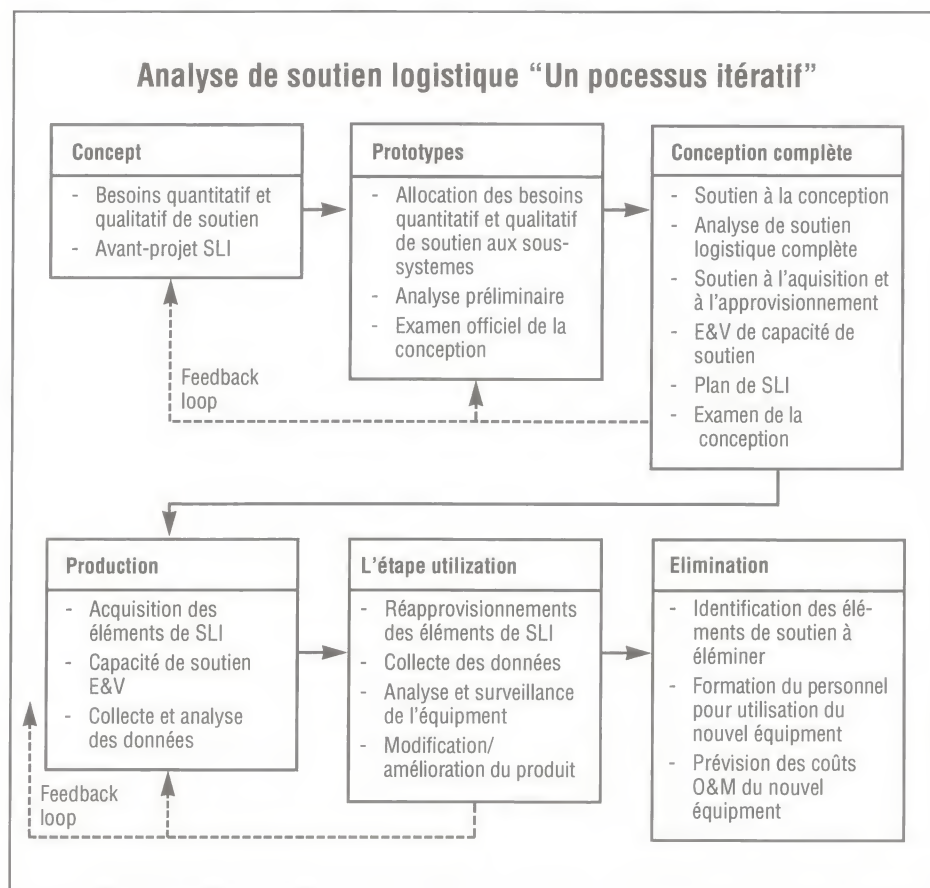 Analyse de soutien logistique “Un pocessus itératif”
Concept
- Besoins quantitatif et
qualitatif de soutien
- Avant-projet SLI
Prototypes
- Allocation des besoins
quantitatif et qualitatif
de soutien aux sous-
systemes
- Analyse préliminaire
- Examen officiel de la
conception
Conception complète
- Soutien à la conception
- Analyse de soutien
logistique complète
- Soutien à l'aquisition et
à l'approvisionnement
- E&V de capacité de
soutien
- Plan de SLI
- Examen de la
conception
Feedback
loop
Production
- Acquisition des
éléments de SLI
- Capacité de soutien
E&V
- Collecte et analyse
des données
L'étape utilization
- Réapprovisionnements
des éléments de SLI
- Collecte des données
- Analyse et surveillance
de l'équipment
- Modification/
amélioration du produit
Elimination
- Identification des élé-
ments de soutien à
éléminer
- Formation du personnel
pour utilisation du
nouvel équipment
- Prévision des coûts
O&M du nouvel
équipment
Feedback
loop